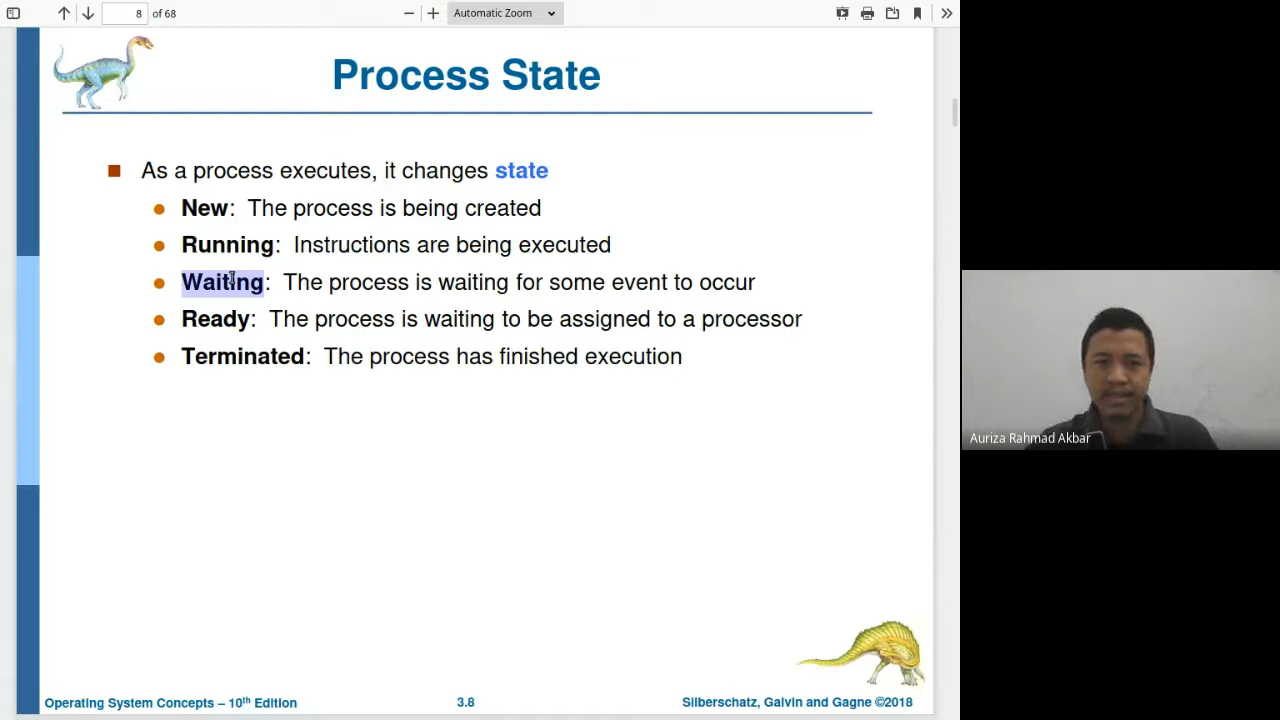 8 of 68
Automatic Zoom
Process State
As a process executes, it changes state
New: The process is being created
Running: Instructions are being executed
Waiting: The process is waiting for some event to occur
Ready: The process is waiting to be assigned to a processor
Terminated: The process has finished execution
Auriza Rahmad Akbar
Operating System Concepts – 10th Edition
3.8
Silberschatz, Galvin and Gagne ©2018